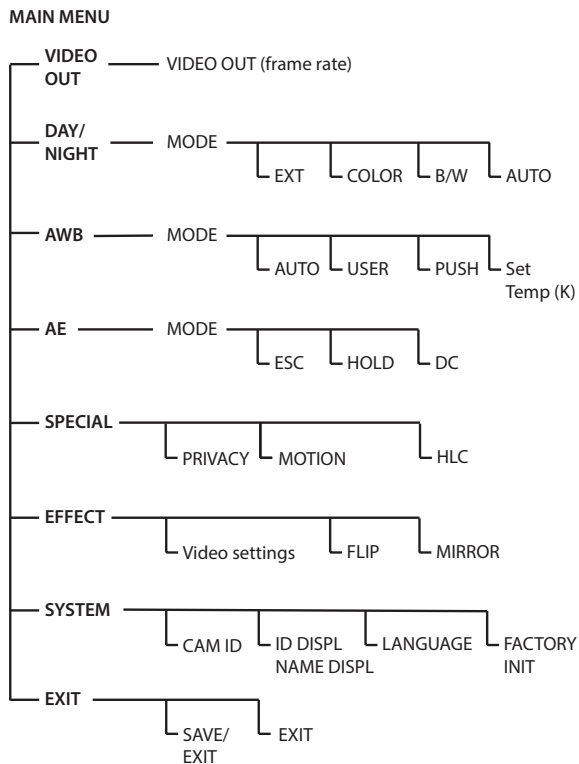 MAIN MENU
VIDEO
OUT
VIDEO OUT (frame rate)
DAY/
NIGHT
MODE
EXT
COLOR
B/W
AUTO
AWB
MODE
AUTO
USER
PUSH
Set
Temp (K)
AE
MODE
ESC
HOLD
DC
SPECIAL
PRIVACY
MOTION
HLC
EFFECT
Video settings
FLIP
MIRROR
SYSTEM
CAM ID
ID DISPL
NAME DISPL
LANGUAGE
FACTORY
INIT
EXIT
SAVE/
EXIT
EXIT